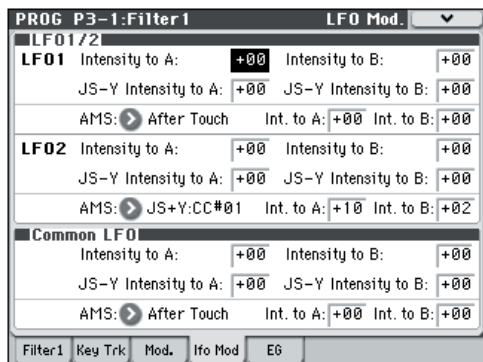 PROG P3-1:Filter1 LFO Mod.
LFO1/2
LFO1 Intensity to A: +00 Intensity to B: +00
JS-Y Intensity to A: +00 JS-Y Intensity to B: +00
AMS: After Touch Int. to A: +00 Int. to B: +00
LFO2 Intensity to A: +00 Intensity to B: +00
JS-Y Intensity to A: +00 JS-Y Intensity to B: +00
AMS: JS+Y:CC#01 Int. to A: +10 Int. to B: +02
Common LFO
Intensity to A: +00 Intensity to B: +00
JS-Y Intensity to A: +00 JS-Y Intensity to B: +00
AMS: After Touch Int. to A: +00 Int. to B: +00
Filter1 Key Trk Mod. lfo Mod EG